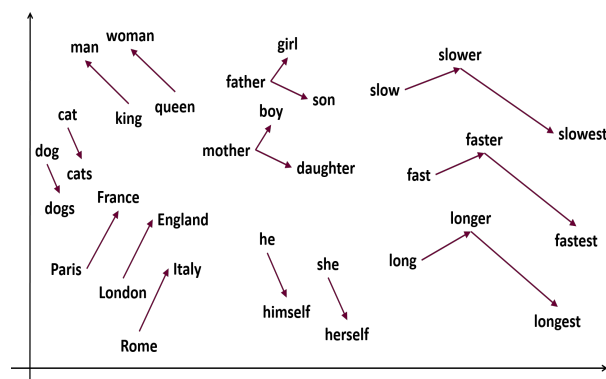 man
woman
king
queen
cat
cats
dog
dogs
France
England
Italy
Paris
London
Rome
girl
father
son
boy
mother
daughter
he
himself
she
herself
slow
slower
slowest
fast
faster
fastest
long
longer
longest